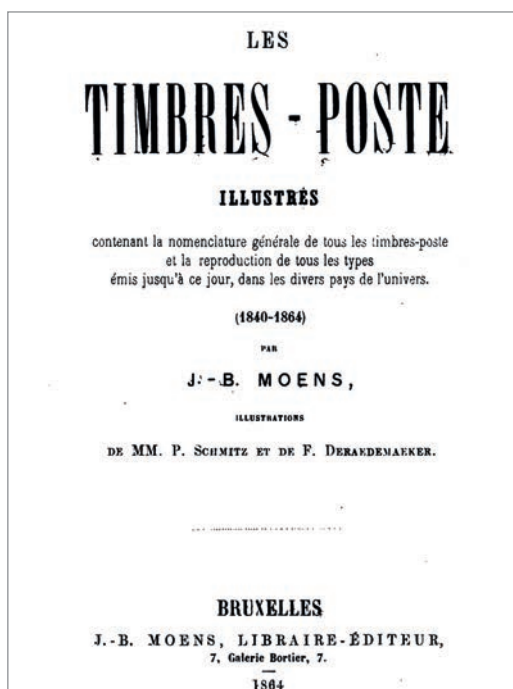 LES
TIMBRES - POSTE
ILLUSTRÉS
contenant la nomenclature générale de tous les timbres-poste
et la reproduction de tous les types
émis jusqu'à ce jour, dans les divers pays de l'univers.
(1840-1864)
PAR
J.-B. MOENS,
ILLUSTRATIONS
DE MM. P. SCHMITZ ET DE F. DERAEDEMAEKER.
BRUXELLES
J.-B. MOENS, LIBRAIRE-ÉDITEUR,
7, Galerie Bortier, 7.
1864